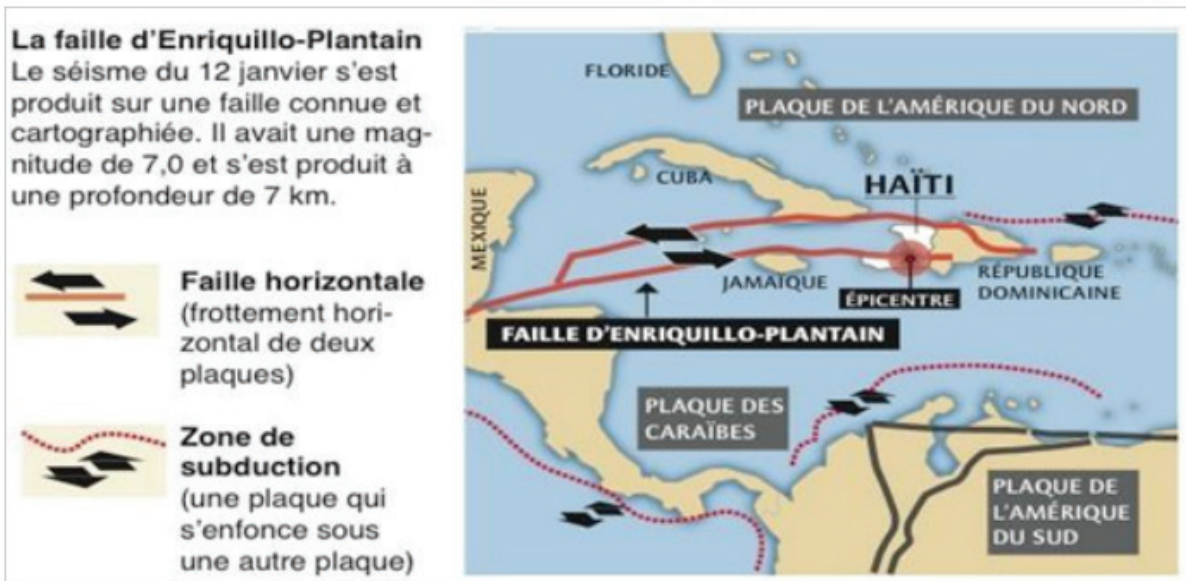 La faille d’Enriquillo-Plantain
Le séisme du 12 janvier s’est
produit sur une faille connue et
cartographiée. Il avait une mag-
nitude de 7,0 et s’est produit à
une profondeur de 7 km.
Faille horizontale
(frottement hori-
zontal de deux
plaques)
Zone de
subduction
(une plaque qui
s’enfonce sous
une autre plaque)
FLORIDE
PLAQUE DE L’AMÉRIQUE DU NORD
CUBA
HAÏTI
MEXIQUE
JAMAÏQUE
RÉPUBLIQUE
DOMINICAINE
ÉPICENTRE
FAILLE D’ENRIQUILLO-PLANTAIN
PLAQUE DES
CARAÏBES
PLAQUE DE
L’AMÉRIQUE
DU SUD